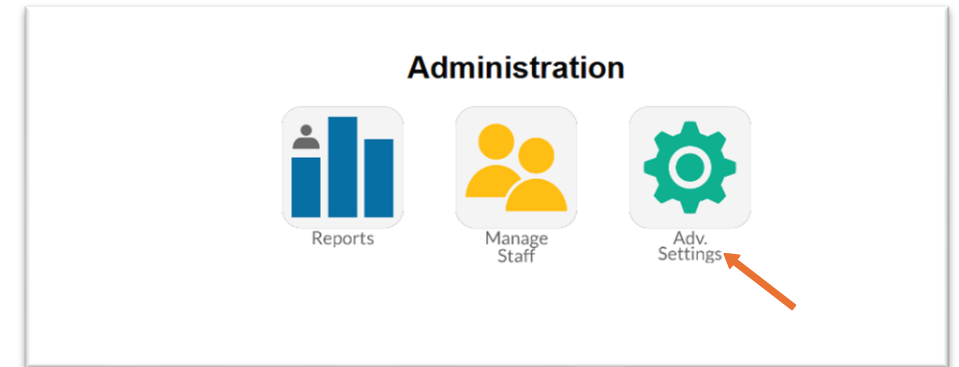 Administration
Reports
Manage
Staff
Adv.
Settings